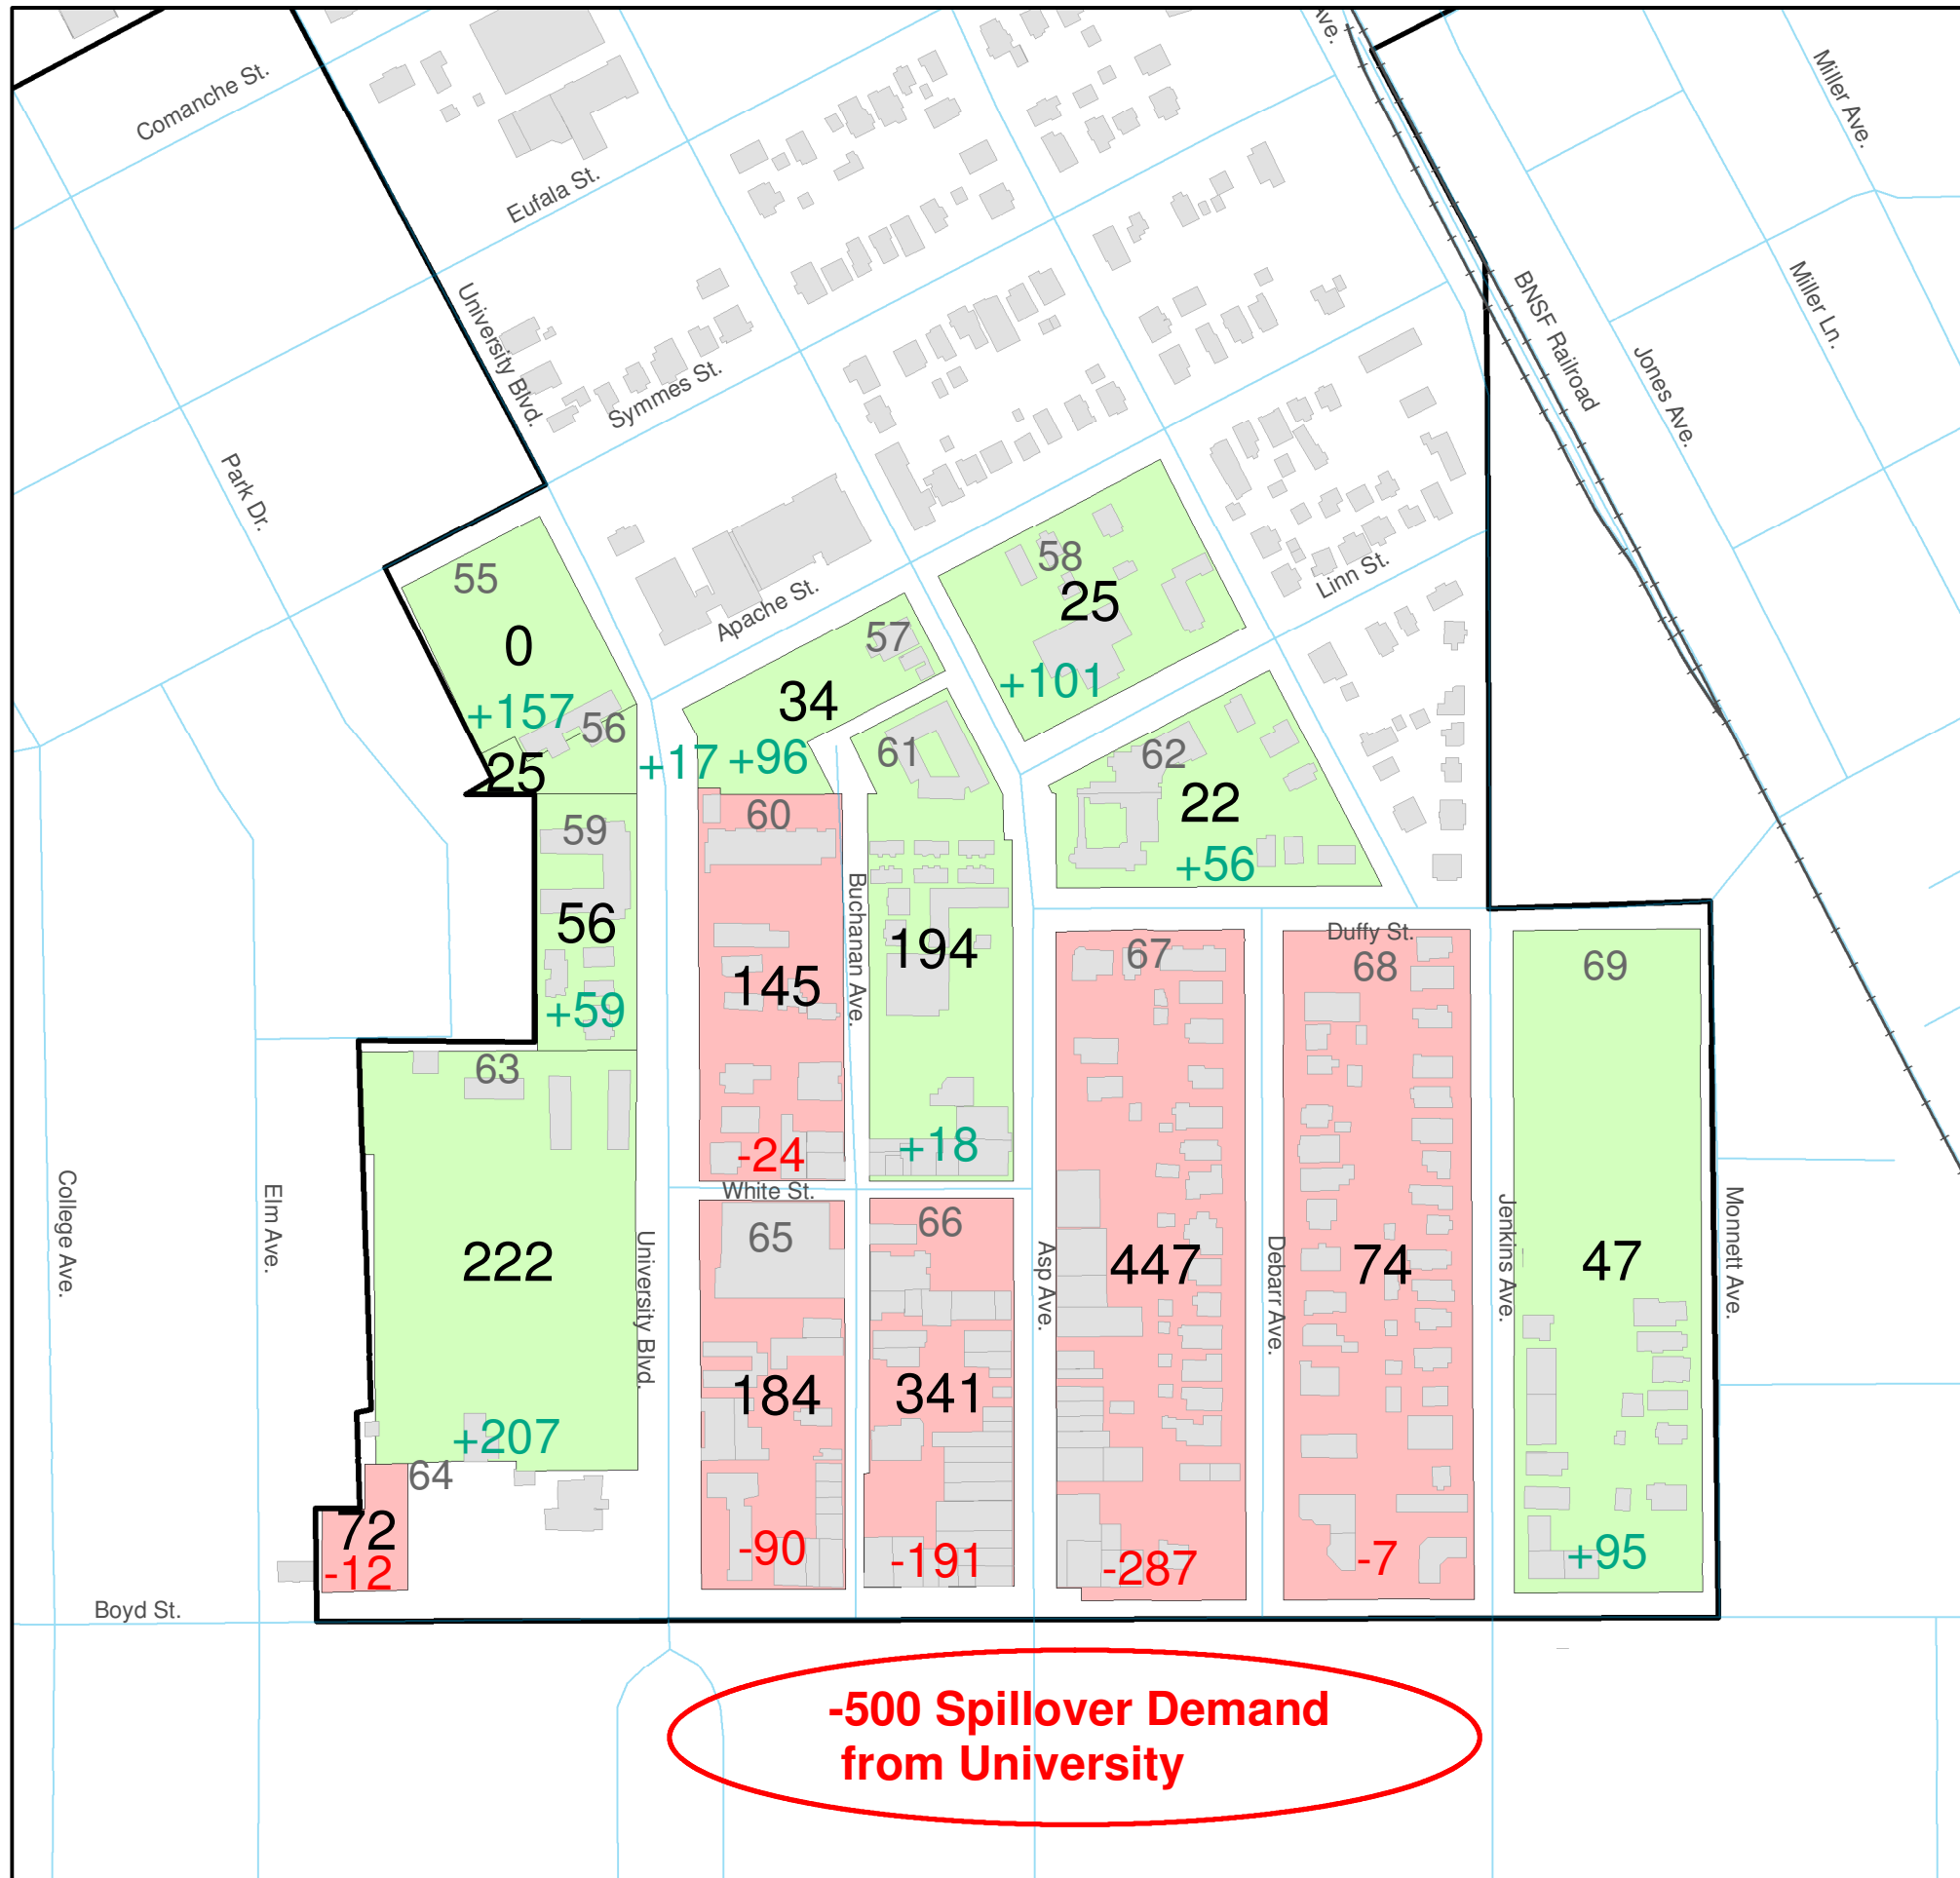 Ave.
Miller Ave.
Comanche St.
Eufala St.
University Blvd.
Miller Ln.
BNSF Railroad
Jones Ave.
Symmes St.
Park Dr.
55
0
+157
56
25
Apache St.
57
34
+17
+96
58
25
+101
Linn St.
59
56
+59
60
145
-24
Buchanan Ave.
61
194
+18
62
22
+56
Duffy St.
63
222
+207
64
72
-12
White St.
65
184
-90
66
341
-191
67
447
-287
68
74
-7
69
47
+95
College Ave.
Elm Ave.
University Blvd.
Asp Ave.
Debarr Ave.
Jenkins Ave.
Monnett Ave.
Boyd St.
-500 Spillover Demand
from University